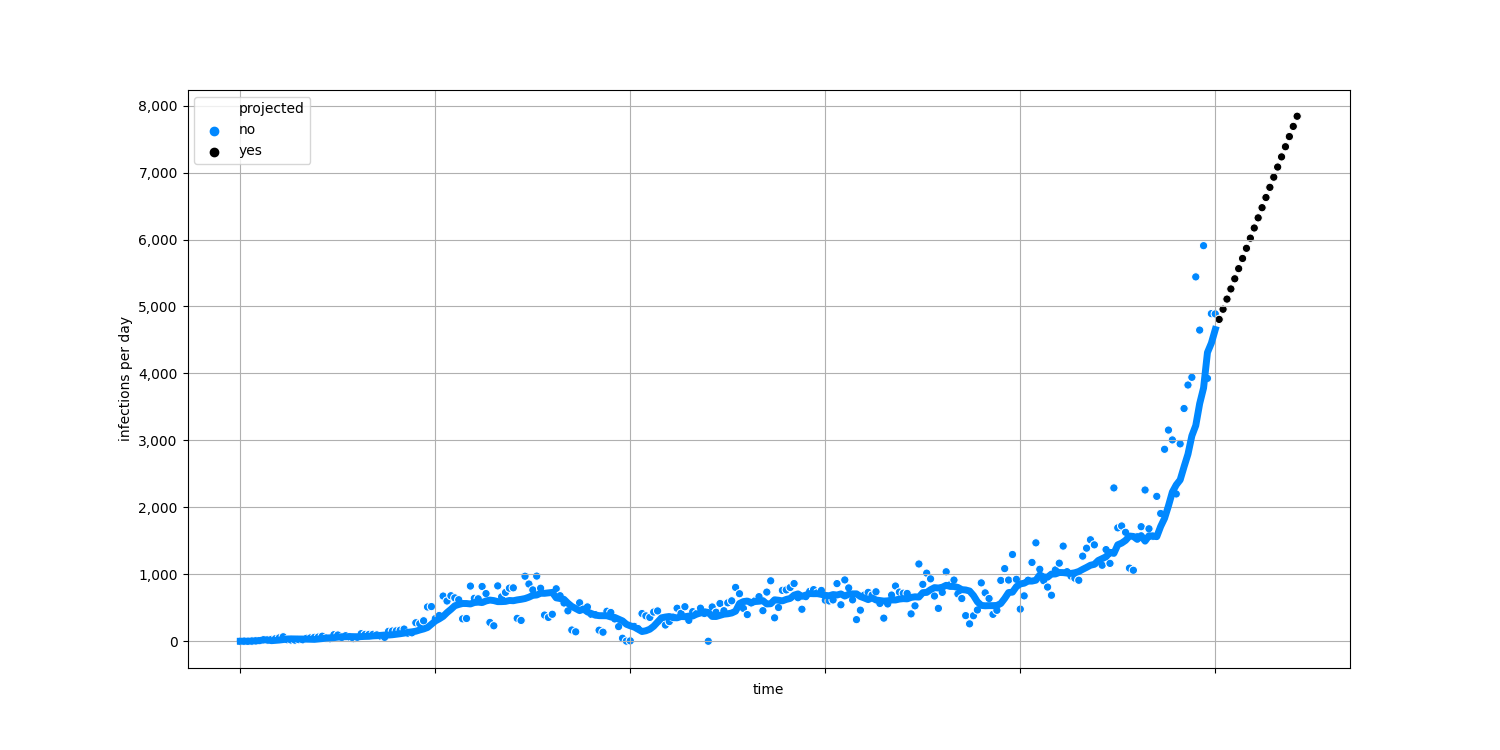 projected
no
yes
8,000
7,000
6,000
5,000
4,000
3,000
2,000
1,000
0
infections per day
time